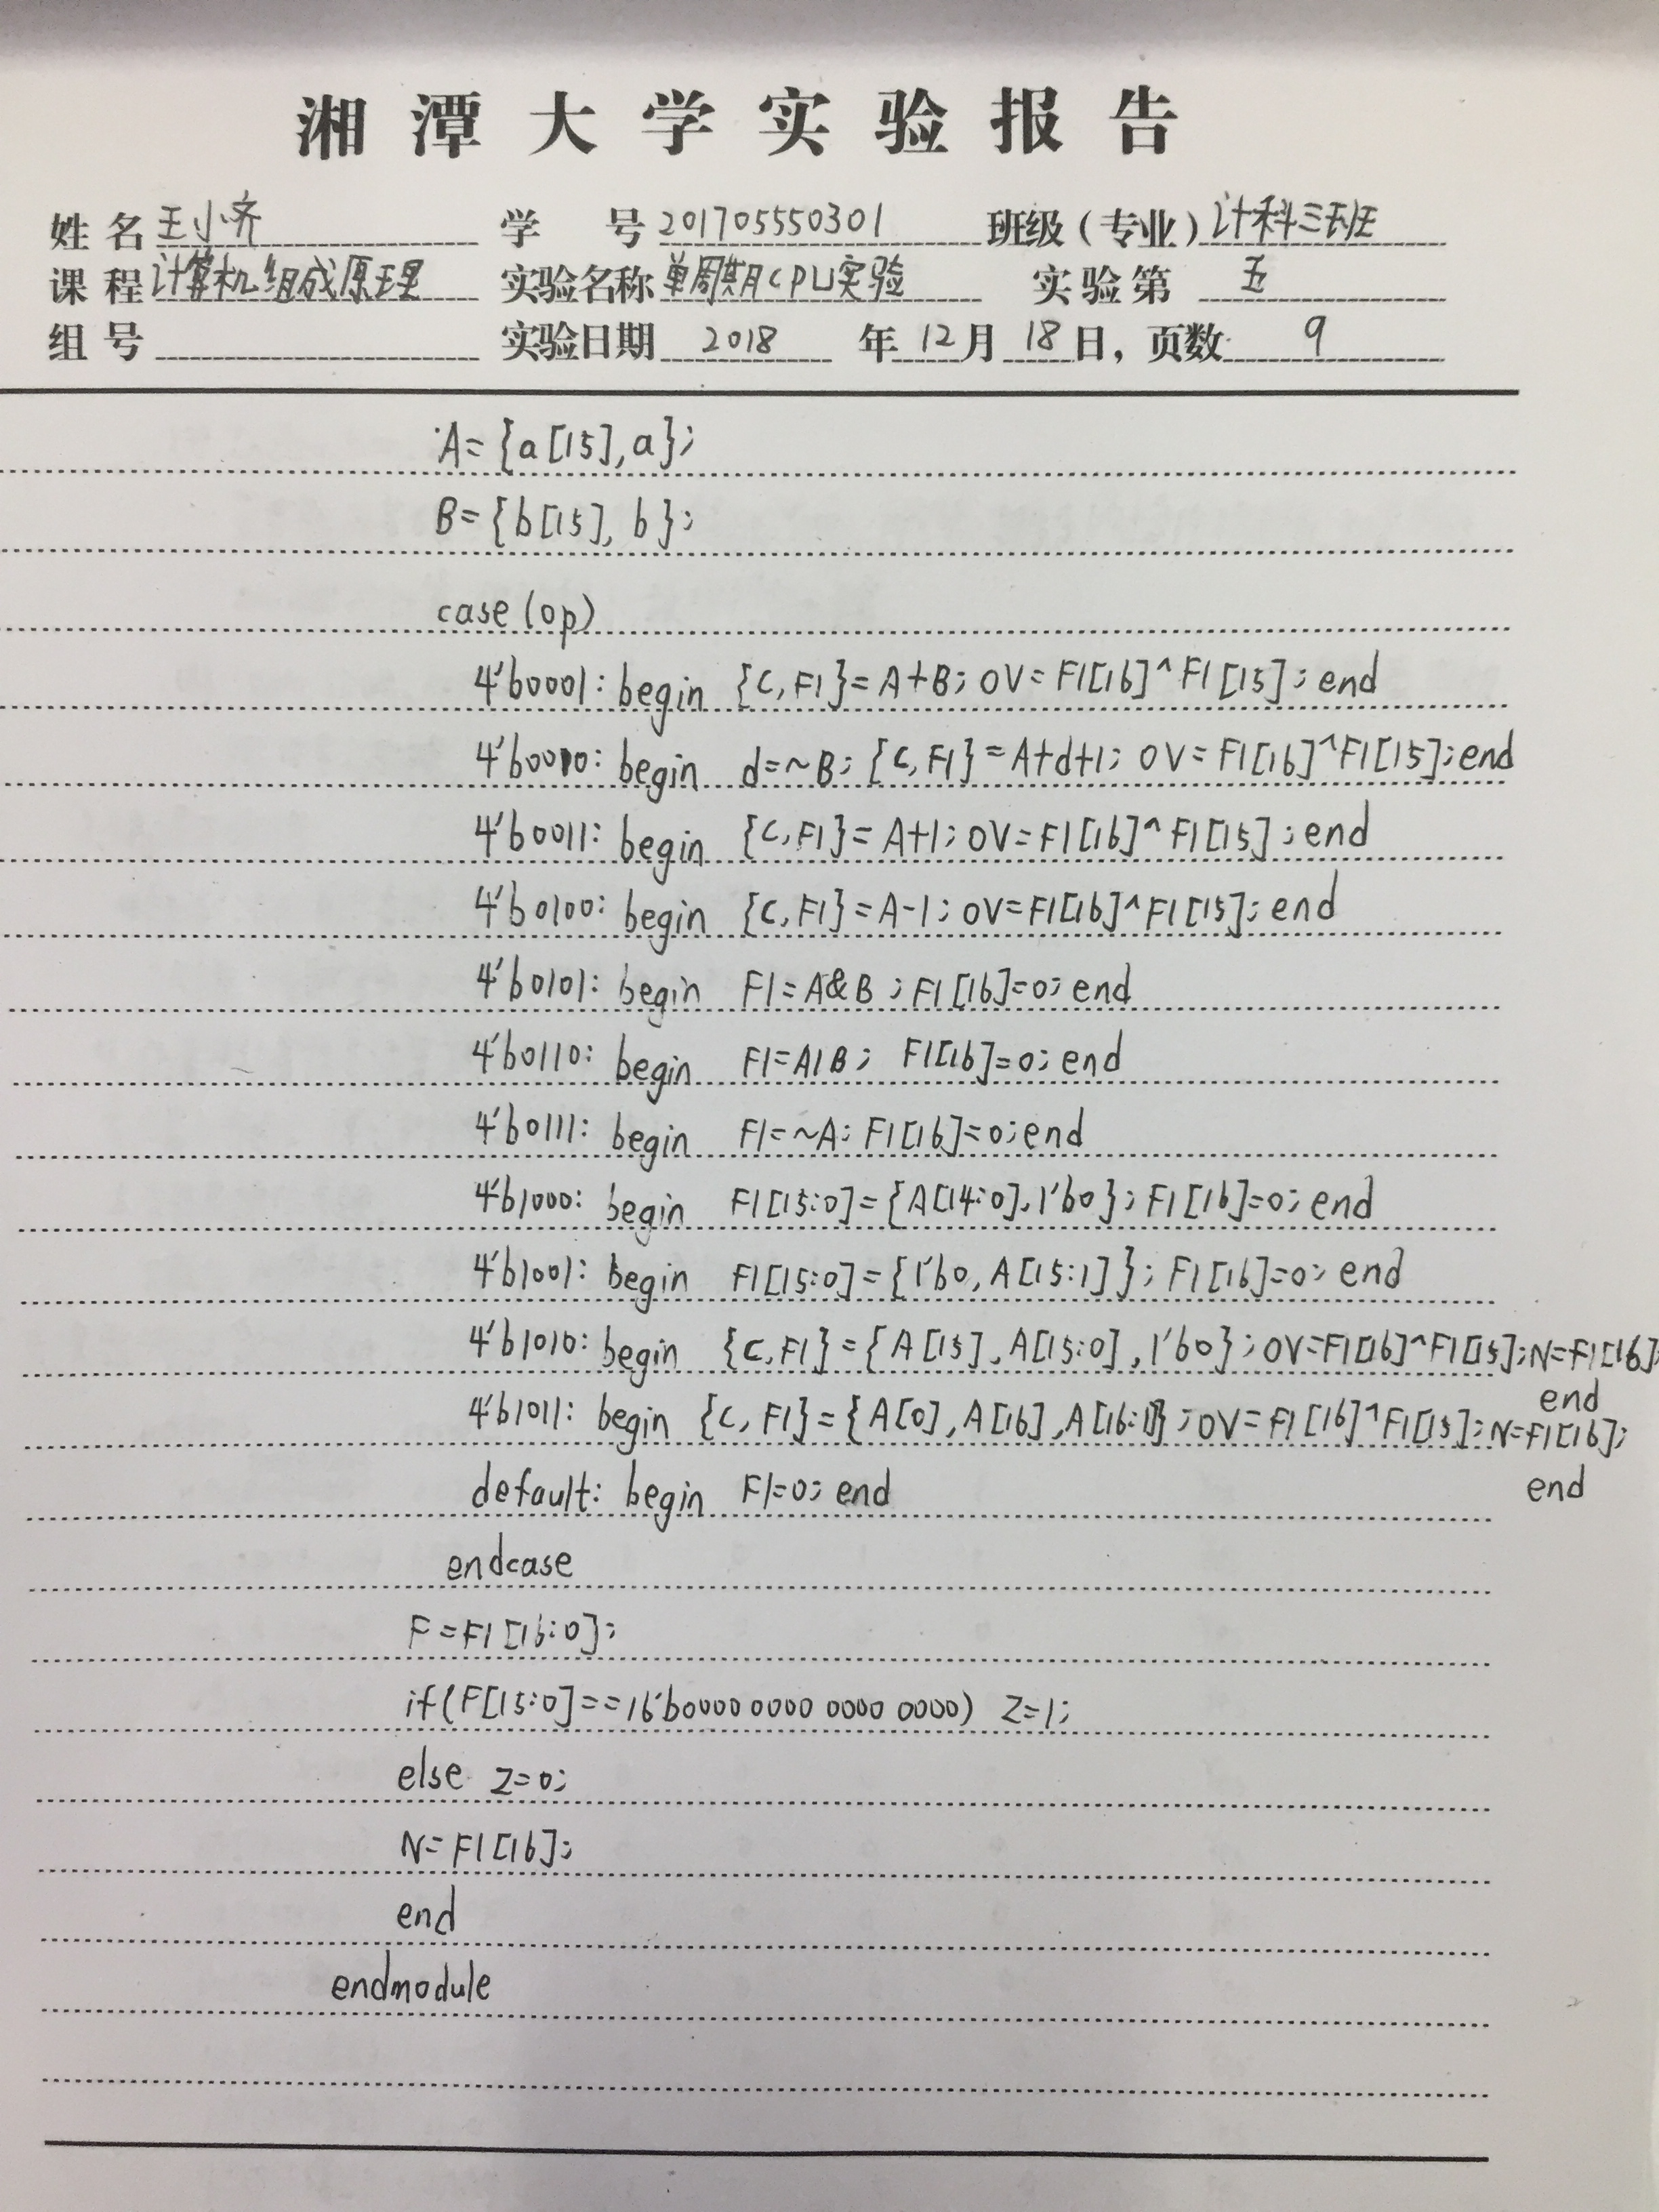 湘潭大学实验报告
姓名 王小齐 学号 201705550301 班级(专业) 计科三班
课程 计算机组成原理 实验名称 单周期CPU实验 实验第 五
组号 实验日期 2018 年 12 月 18 日, 页数 9
A={a[15],a};
B={b[15],b};
case(op)
4'b0001: begin {C,F1}=A+B; OV=F1[16]^F1[15]; end
4'b0010: begin d=~B; {C,F1}=A+d+1; OV=F1[16]^F1[15]; end
4'b0011: begin {C,F1}=A+1; OV=F1[16]^F1[15]; end
4'b0100: begin {C,F1}=A-1; OV=F1[16]^F1[15]; end
4'b0101: begin F1=A&B; F1[16]=0; end
4'b0110: begin F1=A|B; F1[16]=0; end
4'b0111: begin F1=~A; F1[16]=0; end
4'b1000: begin F1[15:0]={A[14:0],1'b0}; F1[16]=0; end
4'b1001: begin F1[15:0]={1'b0,A[15:1]}; F1[16]=0; end
4'b1010: begin {C,F1}={A[15],A[15:0],1'b0}; OV=F1[16]^F1[15]; N=F1[16];
end
4'b1011: begin {C,F1}={A[0],A[16],A[16:1]}; OV=F1[16]^F1[15]; N=F1[16];
end
default: begin F1=0; end
endcase
F=F1[16:0];
if(F[15:0]==16'b0000 0000 0000 0000) Z=1;
else Z=0;
N=F1[16];
end
endmodule